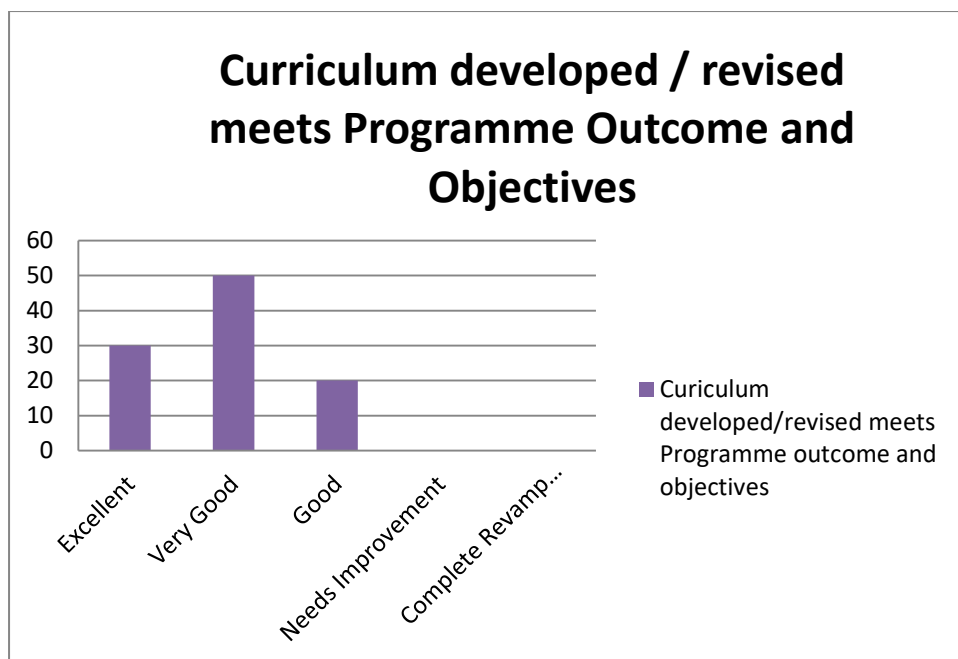 Curriculum developed / revised
meets Programme Outcome and
Objectives
60
50
40
30
20
10
0
Excellent
Very Good
Good
Needs Improvement
Complete Revamp...
Curiculum
developed/revised meets
Programme outcome and
objectives